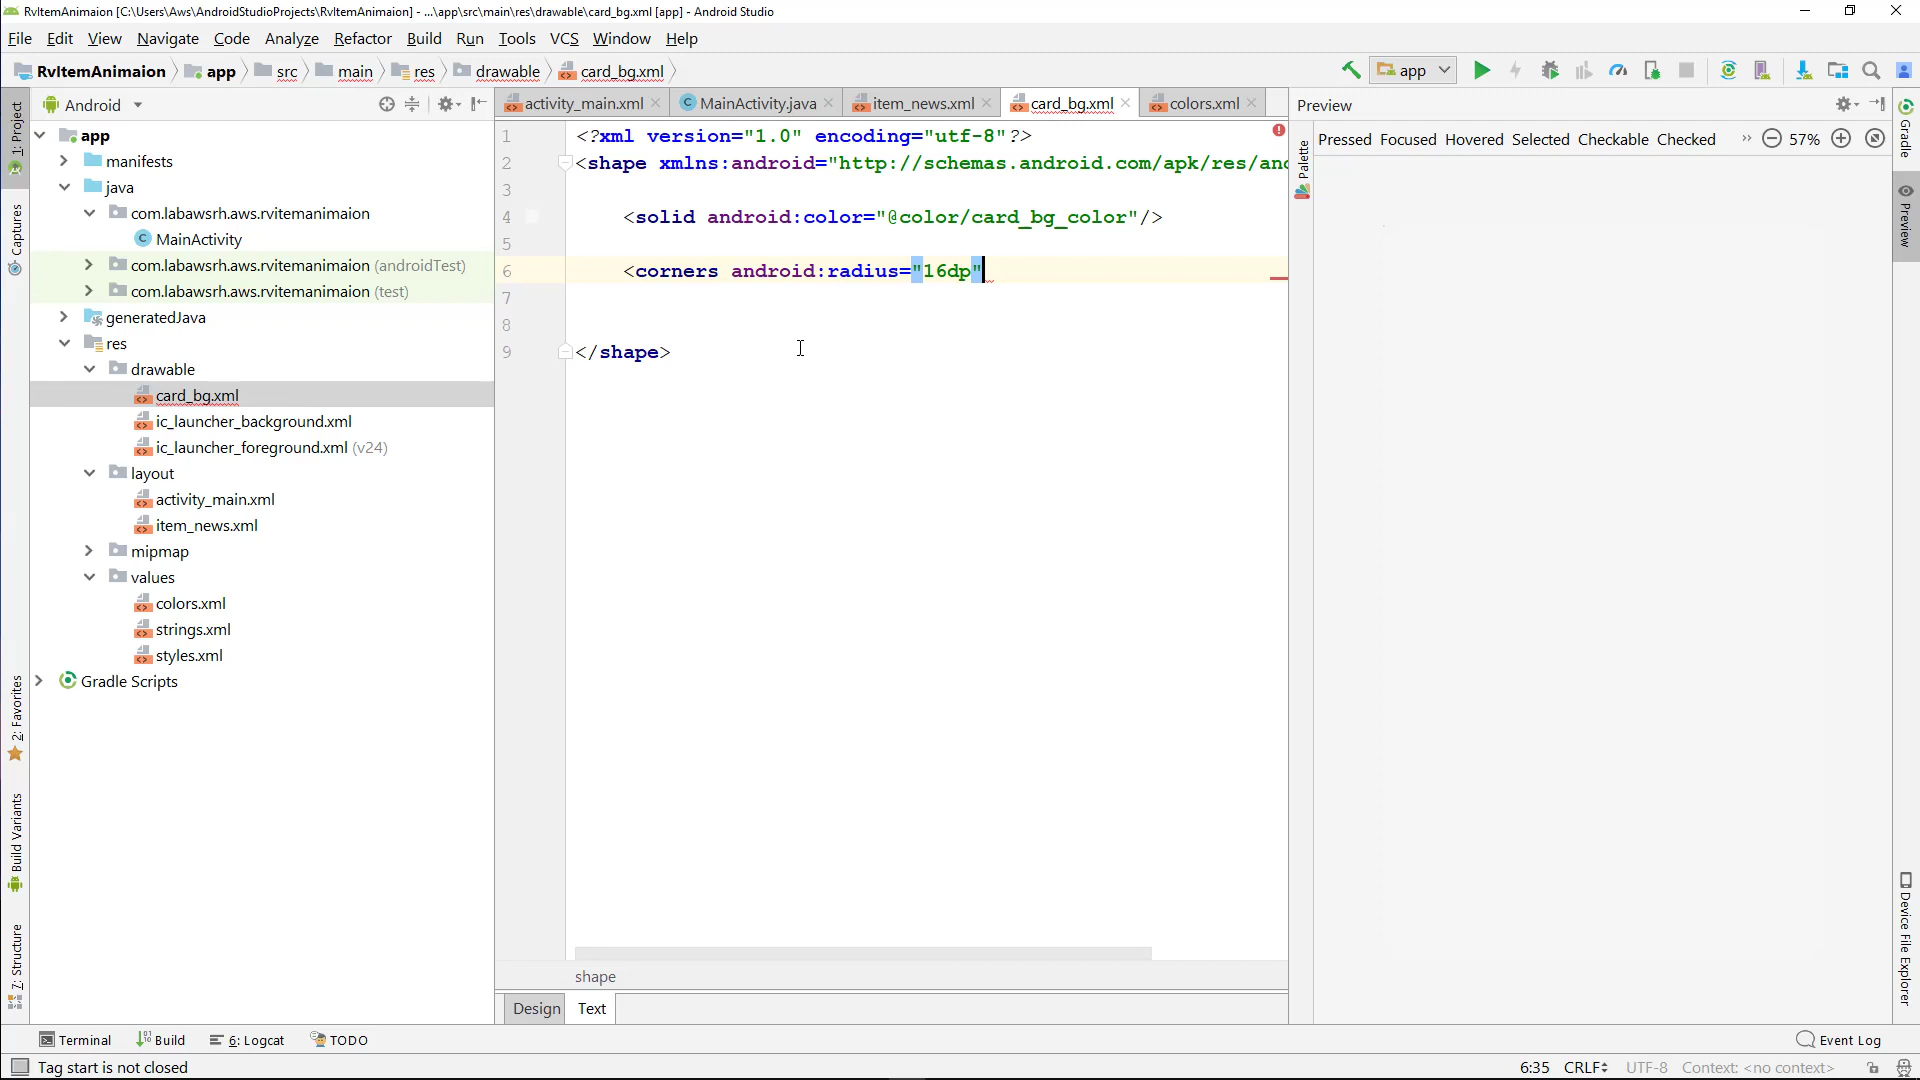 RvItemAnimaion [C:\Users\Aws\AndroidStudioProjects\RvItemAnimaion] - ...\app\src\main\res\drawable\card_bg.xml [app] - Android Studio
File Edit View Navigate Code Analyze Refactor Build Run Tools VCS Window Help
RvItemAnimaion app src main res drawable card_bg.xml
app
Android
activity_main.xml MainActivity.java item_news.xml card_bg.xml colors.xml
Preview
Pressed Focused Hovered Selected Checkable Checked 57%
1: Project
Captures
2: Favorites
Build Variants
7: Structure
app
manifests
java
com.labawsrh.aws.rvitemanimaion
MainActivity
com.labawsrh.aws.rvitemanimaion (androidTest)
com.labawsrh.aws.rvitemanimaion (test)
generatedJava
res
drawable
card_bg.xml
ic_launcher_background.xml
ic_launcher_foreground.xml (v24)
layout
activity_main.xml
item_news.xml
mipmap
values
colors.xml
strings.xml
styles.xml
Gradle Scripts
1 <?xml version="1.0" encoding="utf-8"?>
2 <shape xmlns:android="http://schemas.android.com/apk/res/and
3
4 <solid android:color="@color/card_bg_color"/>
5
6 <corners android:radius="16dp"
7
8
9 </shape>
Palette
Gradle
Preview
Device File Explorer
shape
Design Text
Terminal Build 6: Logcat TODO Event Log
Tag start is not closed 6:35 CRLF UTF-8 Context: <no context>